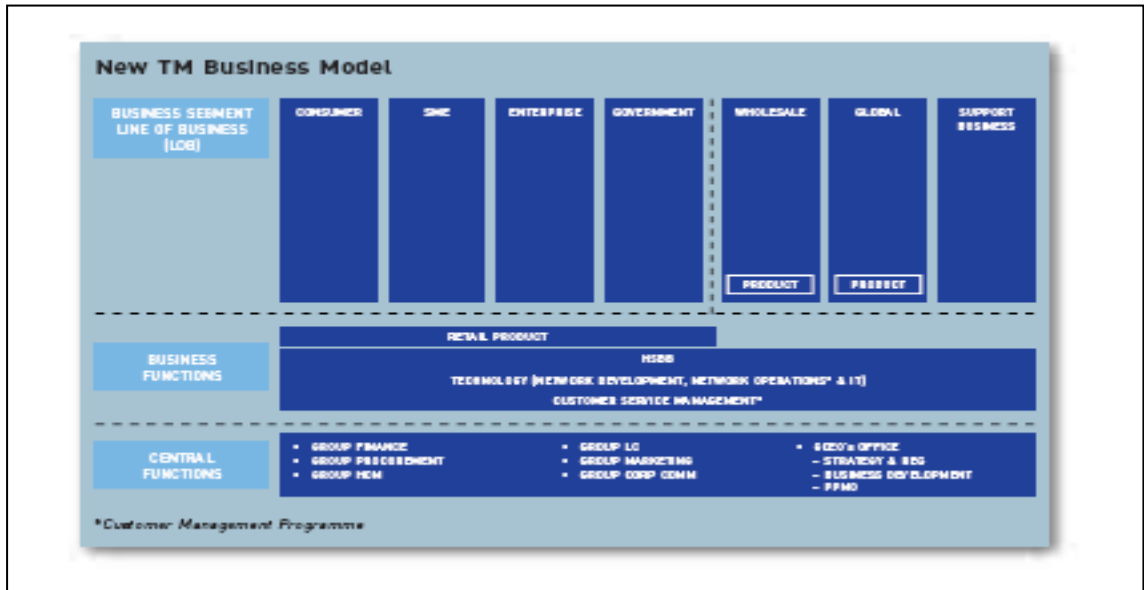 New TM Business Model
BUSINESS SEGMENT
LINE OF BUSINESS
(LOB)
CONSUMER
SME
ENTERPRISE
GOVERNMENT
WHOLESALE
GLOBAL
SUPPORT
BUSINESS
PRODUCT
PRODUCT
RETAIL PRODUCT
BUSINESS
FUNCTIONS
HSBB
TECHNOLOGY (NETWORK DEVELOPMENT, NETWORK OPERATIONS* & IT)
CUSTOMER SERVICE MANAGEMENT*
CENTRAL
FUNCTIONS
• GROUP FINANCE
• GROUP PROCUREMENT
• GROUP HCM
• GROUP LC
• GROUP MARKETING
• GROUP CORP COMM
• GCEO's OFFICE
– STRATEGY & REG
– BUSINESS DEVELOPMENT
– PPMO
*Customer Management Programme